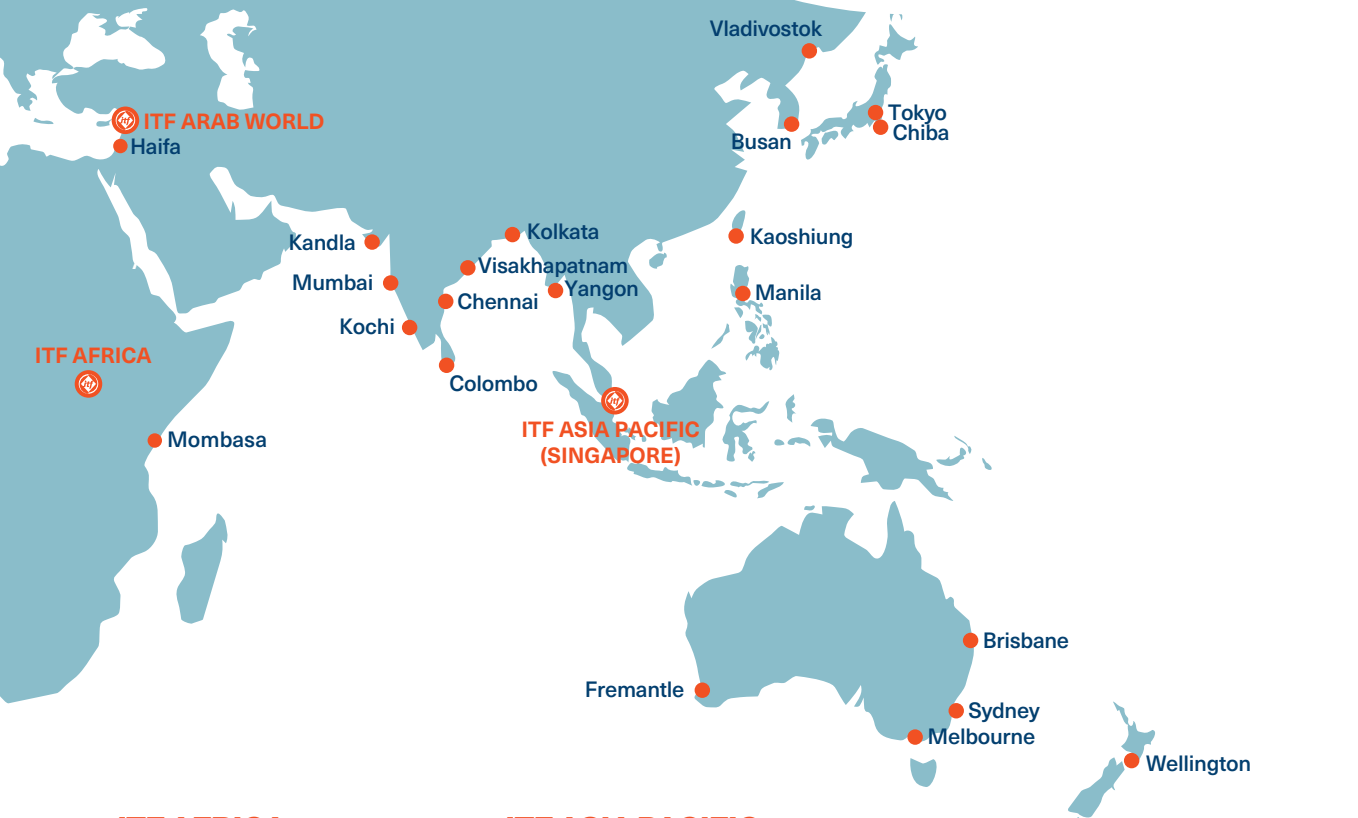 Vladivostok
Tokyo
ITF ARAB WORLD
Chiba
Busan
Haifa
Kolkata
Kaoshiung
Kandla
Visakhapatnam
Mumbai
Yangon
Manila
Chennai
Kochi
ITF AFRICA
Colombo
ITF ASIA PACIFIC
(SINGAPORE)
Mombasa
Brisbane
Fremantle
Sydney
Melbourne
Wellington